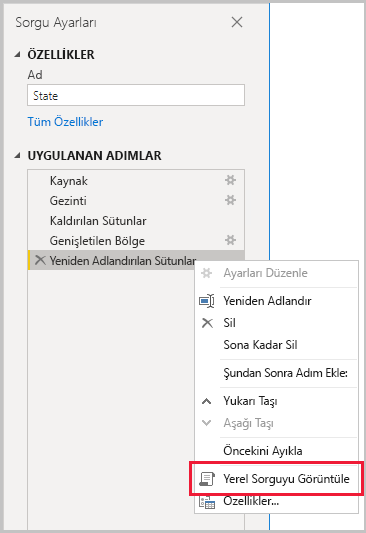 Sorgu Ayarları
ÖZELLİKLER
Ad
State
Tüm Özellikler
UYGULANAN ADIMLAR
Kaynak
Gezinti
Kaldırılan Sütunlar
Genişletilen Bölge
Yeniden Adlandırılan Sütunlar
Ayarları Düzenle
Yeniden Adlandır
Sil
Sona Kadar Sil
Şundan Sonra Adım Ekle:
Yukarı Taşı
Aşağı Taşı
Öncekini Ayıkla
Yerel Sorguyu Görüntüle
Özellikler...